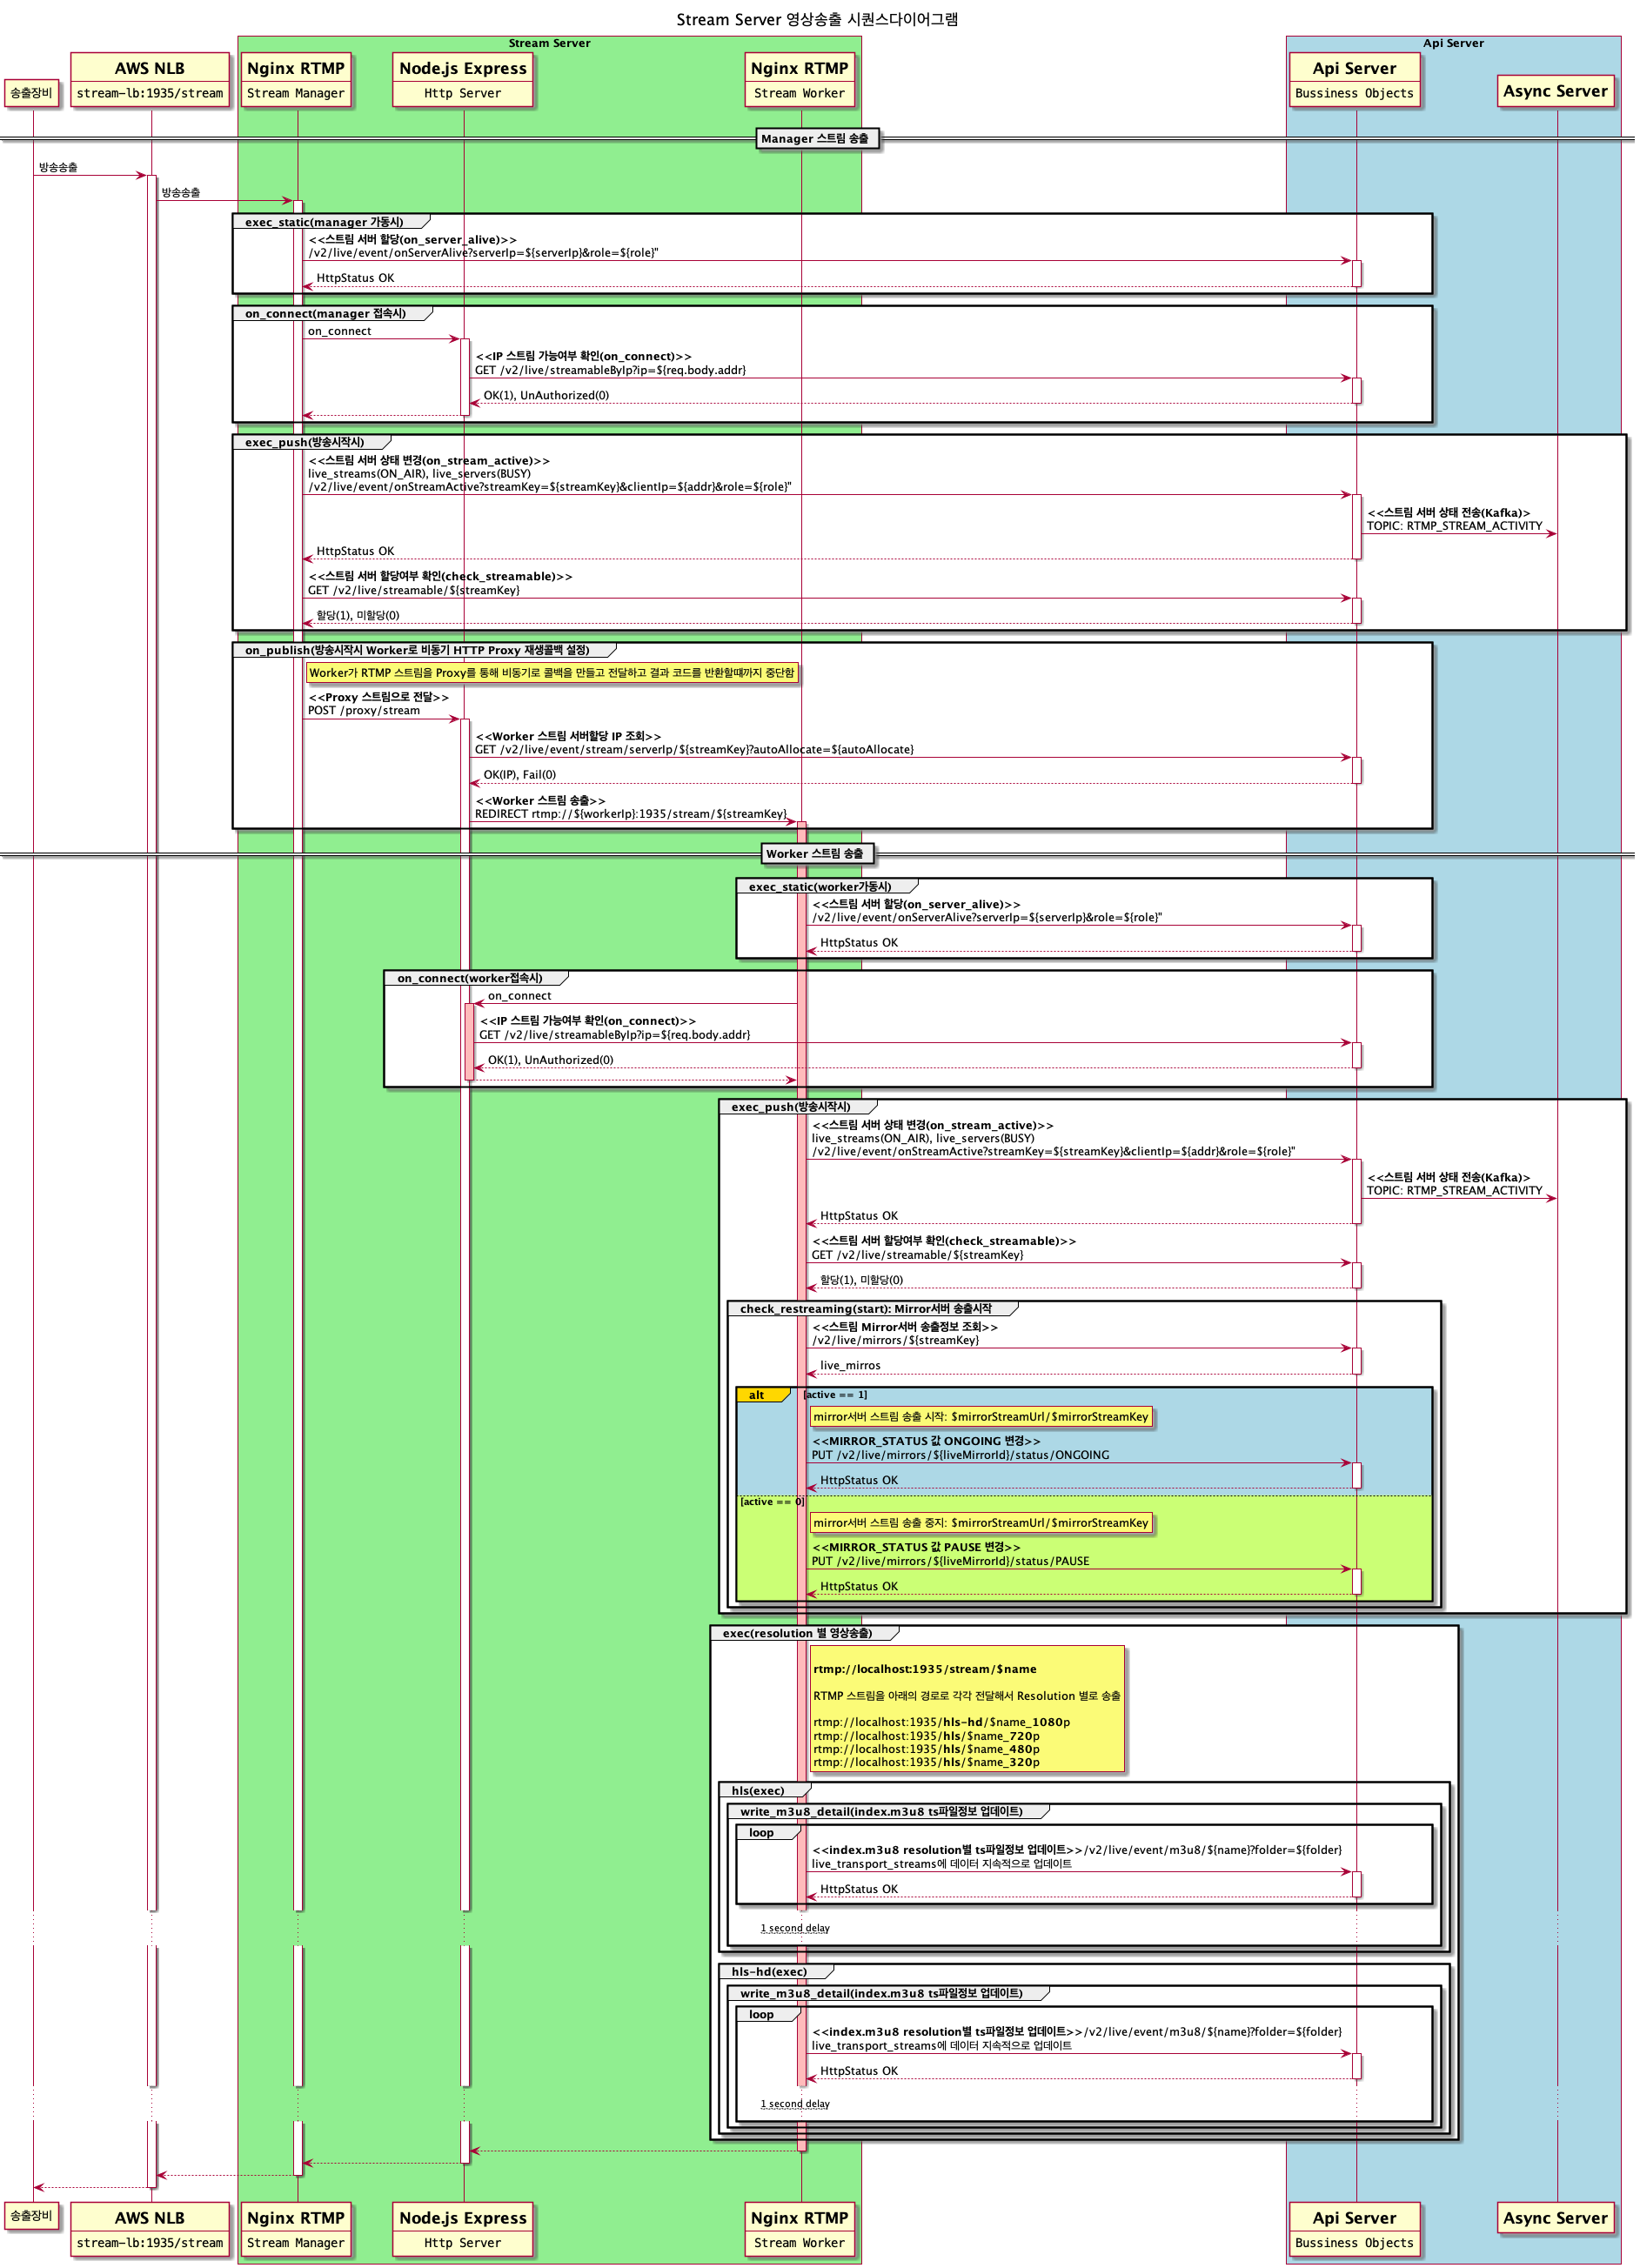 Stream Server 영상송출 시퀀스다이어그램
Stream Server
Api Server
송출장비
AWS NLB
stream-lb:1935/stream
Nginx RTMP
Stream Manager
Node.js Express
Http Server
Nginx RTMP
Stream Worker
Api Server
Bussiness Objects
Async Server
Manager 스트림 송출
방송송출
방송송출
exec_static(manager 가동시)
<<스트림 서버 할당(on_server_alive)>>
/v2/live/event/onServerAlive?serverIp=${serverIp}&role=${role}"
HttpStatus OK
on_connect(manager 접속시)
on_connect
<<IP 스트림 가능여부 확인(on_connect)>>
GET /v2/live/streamableByIp?ip=${req.body.addr}
OK(1), UnAuthorized(0)
exec_push(방송시작시)
<<스트림 서버 상태 변경(on_stream_active)>>
live_streams(ON_AIR), live_servers(BUSY)
/v2/live/event/onStreamActive?streamKey=${streamKey}&clientIp=${addr}&role=${role}"
<<스트림 서버 상태 전송(Kafka)>
TOPIC: RTMP_STREAM_ACTIVITY
HttpStatus OK
<<스트림 서버 할당여부 확인(check_streamable)>>
GET /v2/live/streamable/${streamKey}
할당(1), 미할당(0)
on_publish(방송시작시 Worker로 비동기 HTTP Proxy 재생콜백 설정)
Worker가 RTMP 스트림을 Proxy를 통해 비동기로 콜백을 만들고 전달하고 결과 코드를 반환할때까지 중단함
<<Proxy 스트림으로 전달>>
POST /proxy/stream
<<Worker 스트림 서버할당 IP 조회>>
GET /v2/live/event/stream/serverIp/${streamKey}?autoAllocate=${autoAllocate}
OK(IP), Fail(0)
<<Worker 스트림 송출>>
REDIRECT rtmp://${workerIp}:1935/stream/${streamKey}
Worker 스트림 송출
exec_static(worker가동시)
<<스트림 서버 할당(on_server_alive)>>
/v2/live/event/onServerAlive?serverIp=${serverIp}&role=${role}"
HttpStatus OK
on_connect(worker접속시)
on_connect
<<IP 스트림 가능여부 확인(on_connect)>>
GET /v2/live/streamableByIp?ip=${req.body.addr}
OK(1), UnAuthorized(0)
exec_push(방송시작시)
<<스트림 서버 상태 변경(on_stream_active)>>
live_streams(ON_AIR), live_servers(BUSY)
/v2/live/event/onStreamActive?streamKey=${streamKey}&clientIp=${addr}&role=${role}"
<<스트림 서버 상태 전송(Kafka)>
TOPIC: RTMP_STREAM_ACTIVITY
HttpStatus OK
<<스트림 서버 할당여부 확인(check_streamable)>>
GET /v2/live/streamable/${streamKey}
할당(1), 미할당(0)
check_restreaming(start): Mirror서버 송출시작
<<스트림 Mirror서버 송출정보 조회>>
/v2/live/mirrors/${streamKey}
live_mirros
alt [active == 1]
mirror서버 스트림 송출 시작: $mirrorStreamUrl/$mirrorStreamKey
<<MIRROR_STATUS 값 ONGOING 변경>>
PUT /v2/live/mirrors/${liveMirrorId}/status/ONGOING
HttpStatus OK
[active == 0]
mirror서버 스트림 송출 중지: $mirrorStreamUrl/$mirrorStreamKey
<<MIRROR_STATUS 값 PAUSE 변경>>
PUT /v2/live/mirrors/${liveMirrorId}/status/PAUSE
HttpStatus OK
exec(resolution 별 영상송출)
rtmp://localhost:1935/stream/$name
RTMP 스트림을 아래의 경로로 각각 전달해서 Resolution 별로 송출
rtmp://localhost:1935/hls-hd/$name_1080p
rtmp://localhost:1935/hls/$name_720p
rtmp://localhost:1935/hls/$name_480p
rtmp://localhost:1935/hls/$name_320p
hls(exec)
write_m3u8_detail(index.m3u8 ts파일정보 업데이트)
loop
<<index.m3u8 resolution별 ts파일정보 업데이트>>/v2/live/event/m3u8/${name}?folder=${folder}
live_transport_streams에 데이터 지속적으로 업데이트
HttpStatus OK
1 second delay
hls-hd(exec)
write_m3u8_detail(index.m3u8 ts파일정보 업데이트)
loop
<<index.m3u8 resolution별 ts파일정보 업데이트>>/v2/live/event/m3u8/${name}?folder=${folder}
live_transport_streams에 데이터 지속적으로 업데이트
HttpStatus OK
1 second delay
송출장비
AWS NLB
stream-lb:1935/stream
Nginx RTMP
Stream Manager
Node.js Express
Http Server
Nginx RTMP
Stream Worker
Api Server
Bussiness Objects
Async Server